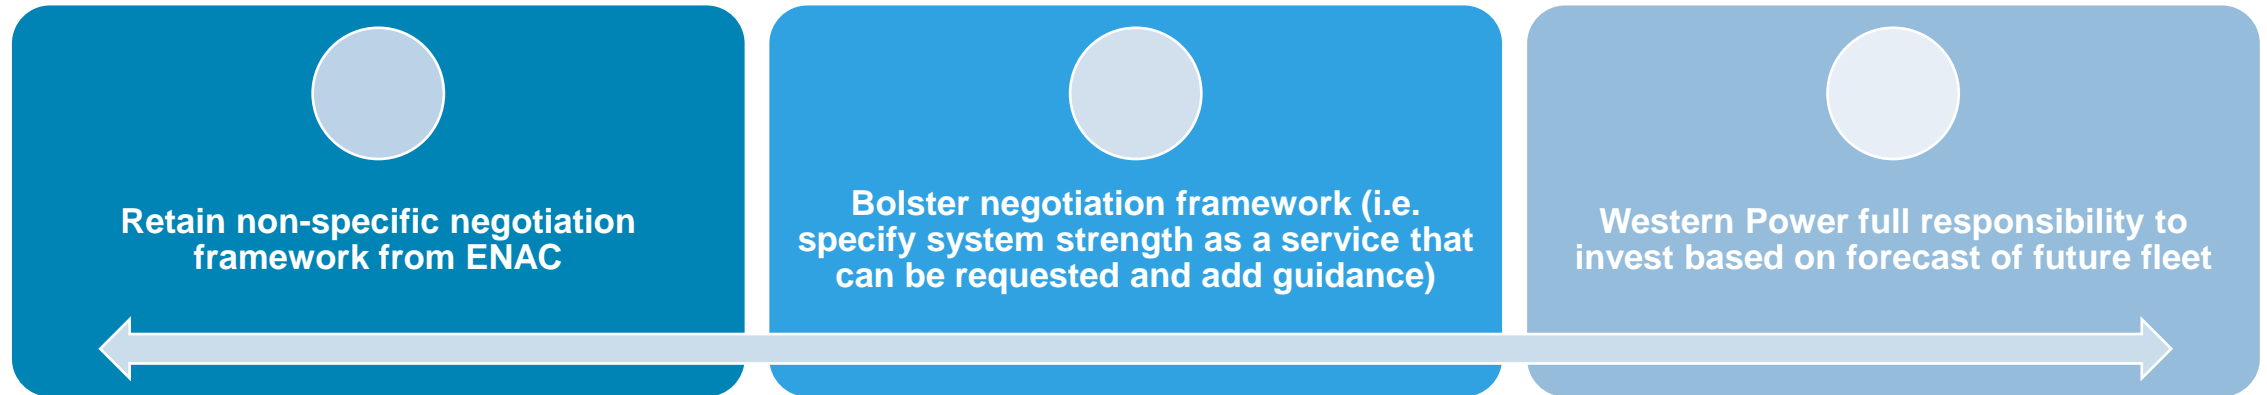 Retain non-specific negotiation
framework from ENAC
Bolster negotiation framework (i.e.
specify system strength as a service that
can be requested and add guidance)
Western Power full responsibility to
invest based on forecast of future fleet